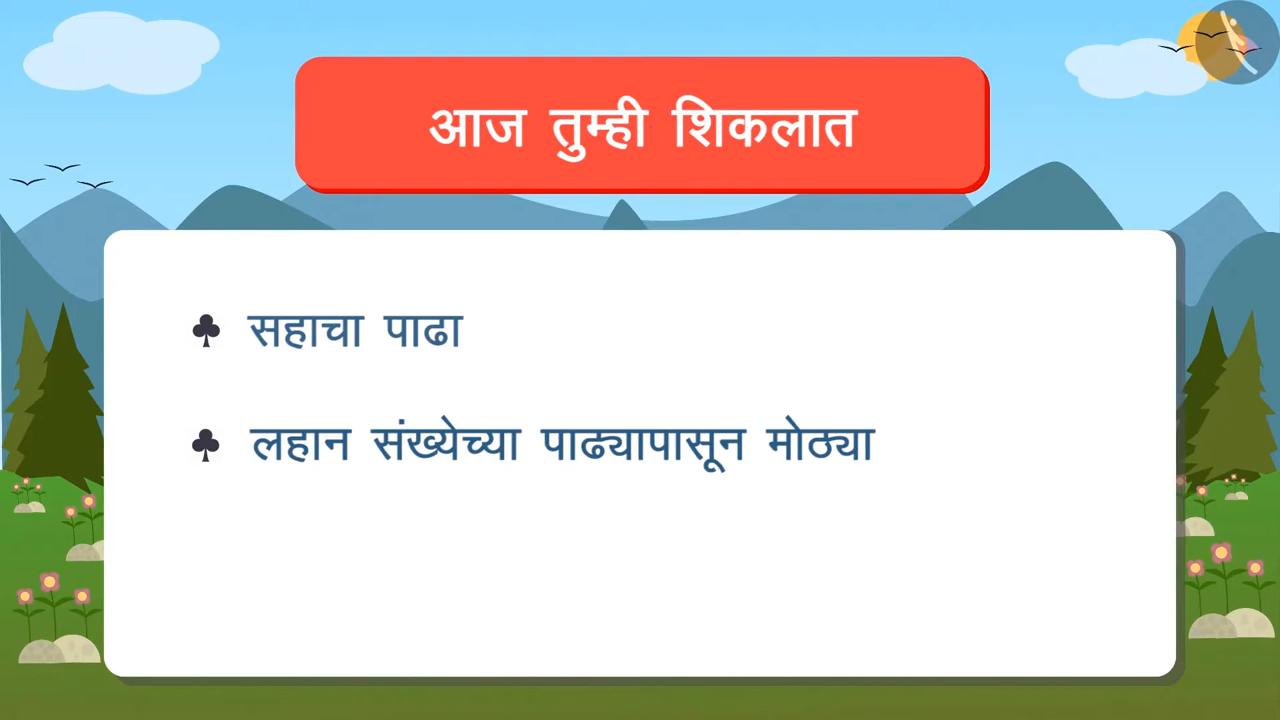 आज तुम्ही शिकलात
♣ सहाचा पाढा
♣ लहान संख्येच्या पाढ्यापासून मोठ्या